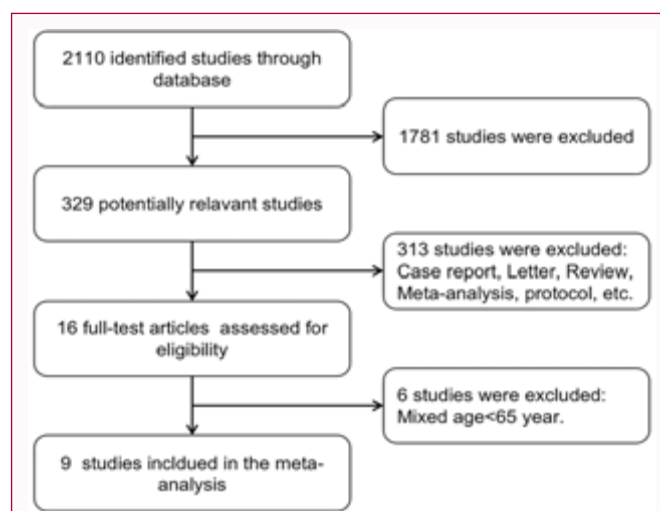 2110 identified studies through
database
1781 studies were excluded
329 potentially relavant studies
313 studies were excluded:
Case report, Letter, Review,
Meta-analysis, protocol, etc.
16 full-test articles assessed for
eligibility
6 studies were excluded:
Mixed age<65 year.
9 studies incldued in the meta-
analysis